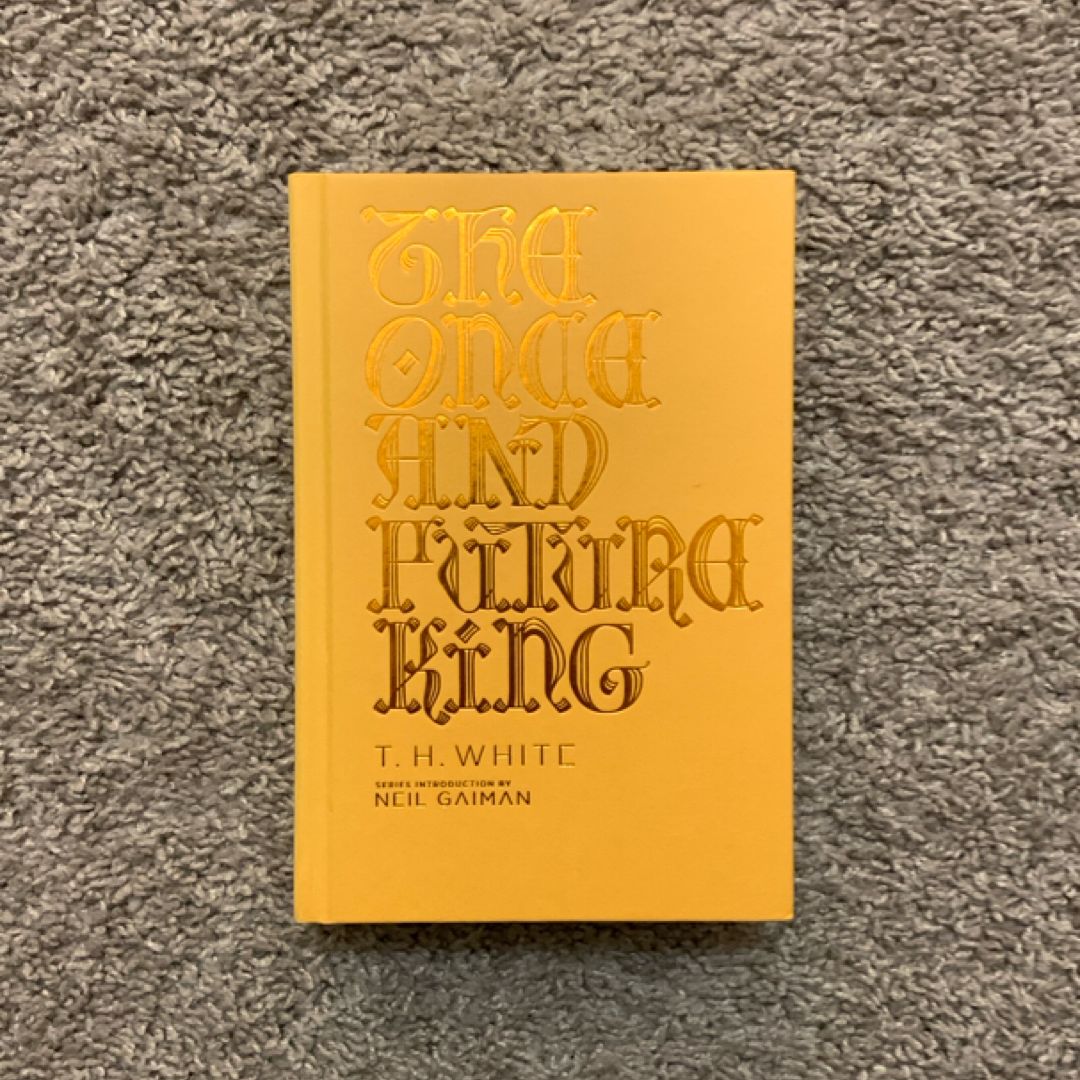 THE
ONCE
AND
FUTURE
KING
T. H. WHITE
SERIES INTRODUCTION BY
NEIL GAIMAN